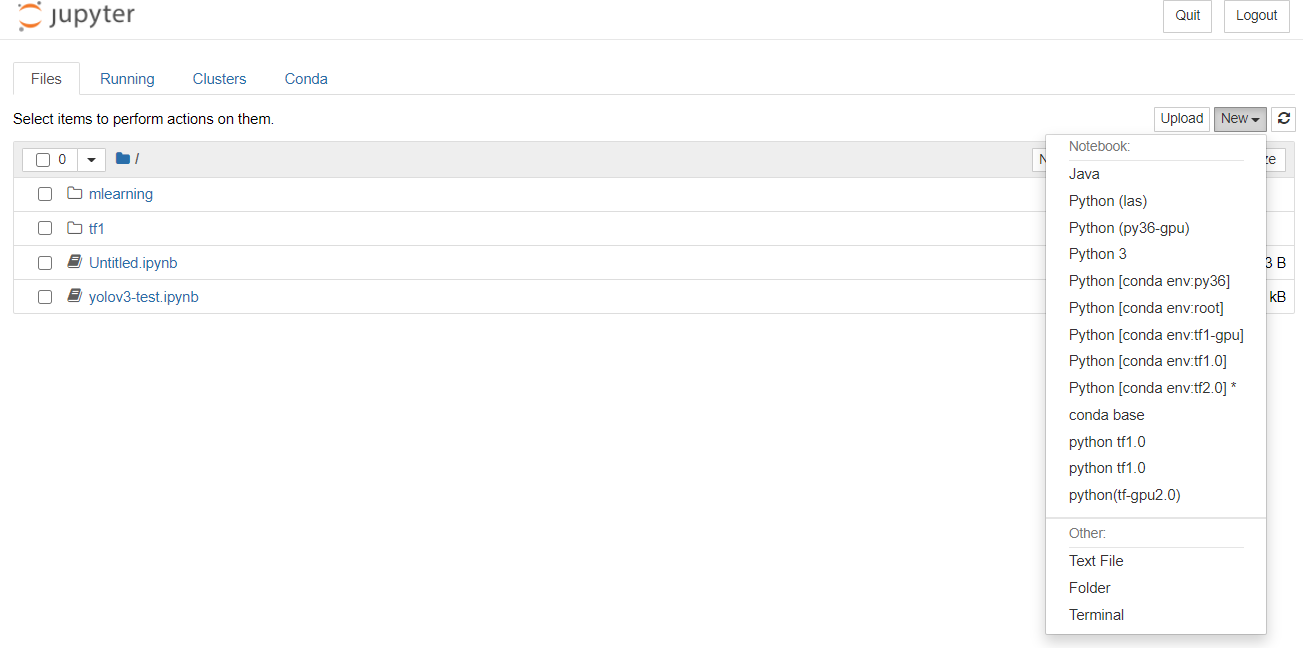 jupyter
Quit
Logout
Files
Running
Clusters
Conda
Select items to perform actions on them.
Upload
New
0
/
mlearning
tf1
Untitled.ipynb
3 B
yolov3-test.ipynb
kB
Notebook:
Java
Python (las)
Python (py36-gpu)
Python 3
Python [conda env:py36]
Python [conda env:root]
Python [conda env:tf1-gpu]
Python [conda env:tf1.0]
Python [conda env:tf2.0] *
conda base
python tf1.0
python tf1.0
python(tf-gpu2.0)
Other:
Text File
Folder
Terminal